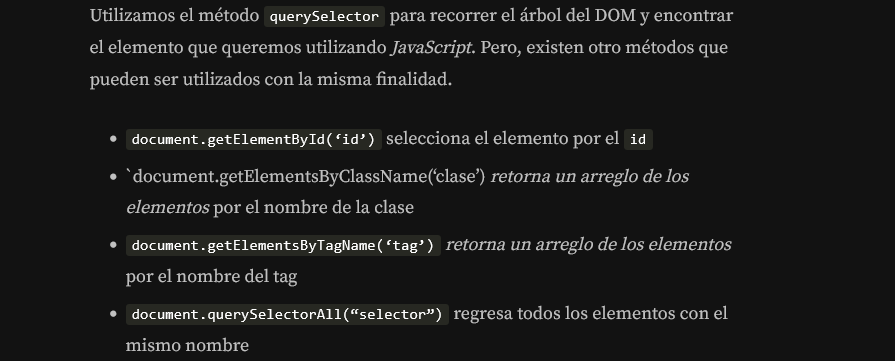 Utilizamos el método querySelector para recorrer el árbol del DOM y encontrar
el elemento que queremos utilizando JavaScript. Pero, existen otro métodos que
pueden ser utilizados con la misma finalidad.
• document.getElementById(‘id’) selecciona el elemento por el id
• `document.getElementsByClassName(‘clase’) retorna un arreglo de los
elementos por el nombre de la clase
• document.getElementsByTagName(‘tag’) retorna un arreglo de los elementos
por el nombre del tag
• document.querySelectorAll(“selector”) regresa todos los elementos con el
mismo nombre